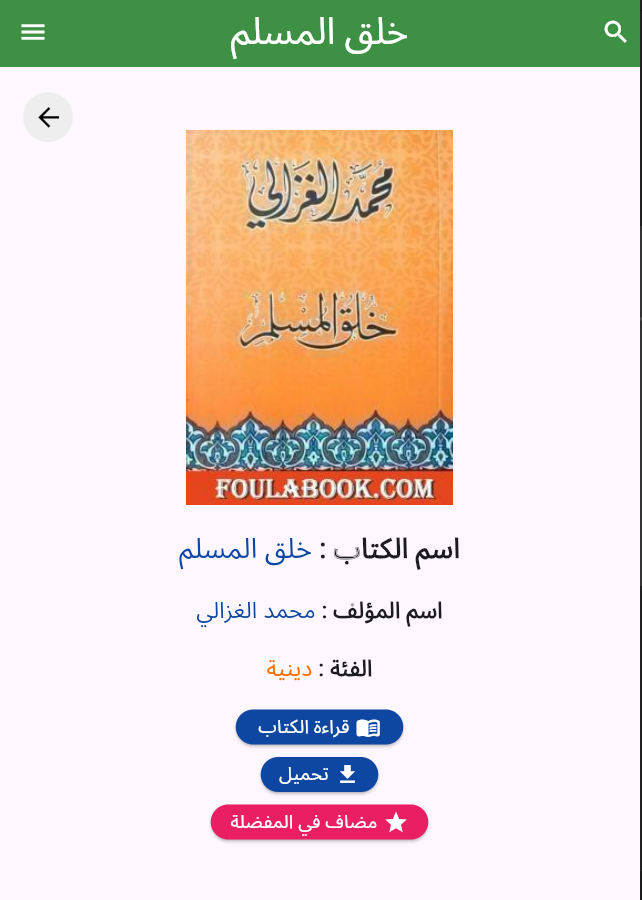 خلق المسلم
محمد الغزالي
خلق المسلم
FOULABOOK.COM
اسم الكتاب : خلق المسلم
اسم المؤلف : محمد الغزالي
الفئة : دينية
قراءة الكتاب
تحميل
مضاف في المفضلة